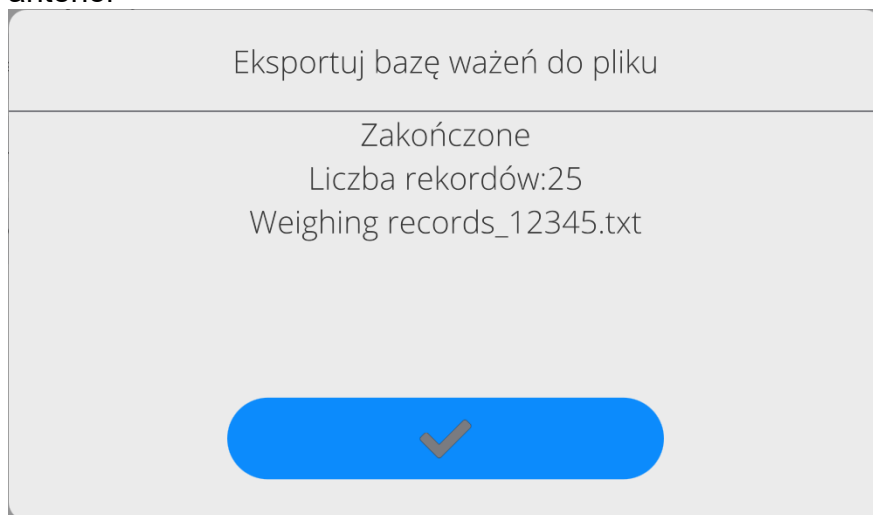 Eksportuj bazę ważeń do pliku
Zakończone
Liczba rekordów:25
Weighing records_12345.txt